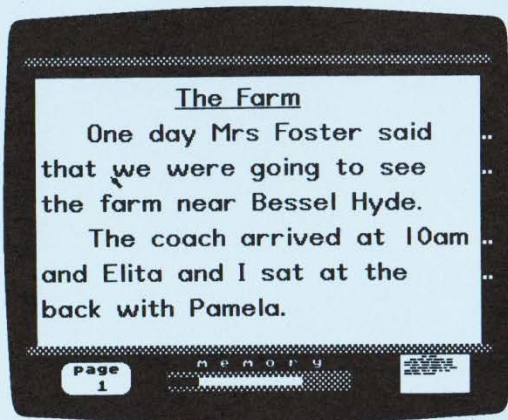 The Farm
One day Mrs Foster said
that we were going to see
the farm near Bessel Hyde.
The coach arrived at 10am
and Elita and I sat at the
back with Pamela.
memory
page
1